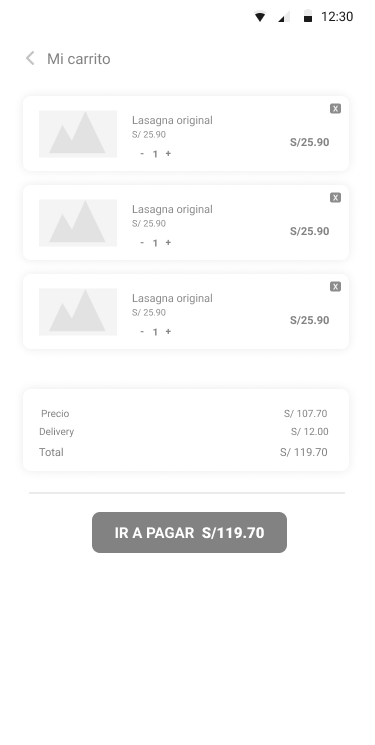 12:30
Mi carrito
X
Lasagna original
S/ 25.90
S/25.90
- 1 +
X
Lasagna original
S/ 25.90
S/25.90
- 1 +
X
Lasagna original
S/ 25.90
S/25.90
- 1 +
Precio S/ 107.70
Delivery S/ 12.00
Total S/ 119.70
IR A PAGAR S/119.70